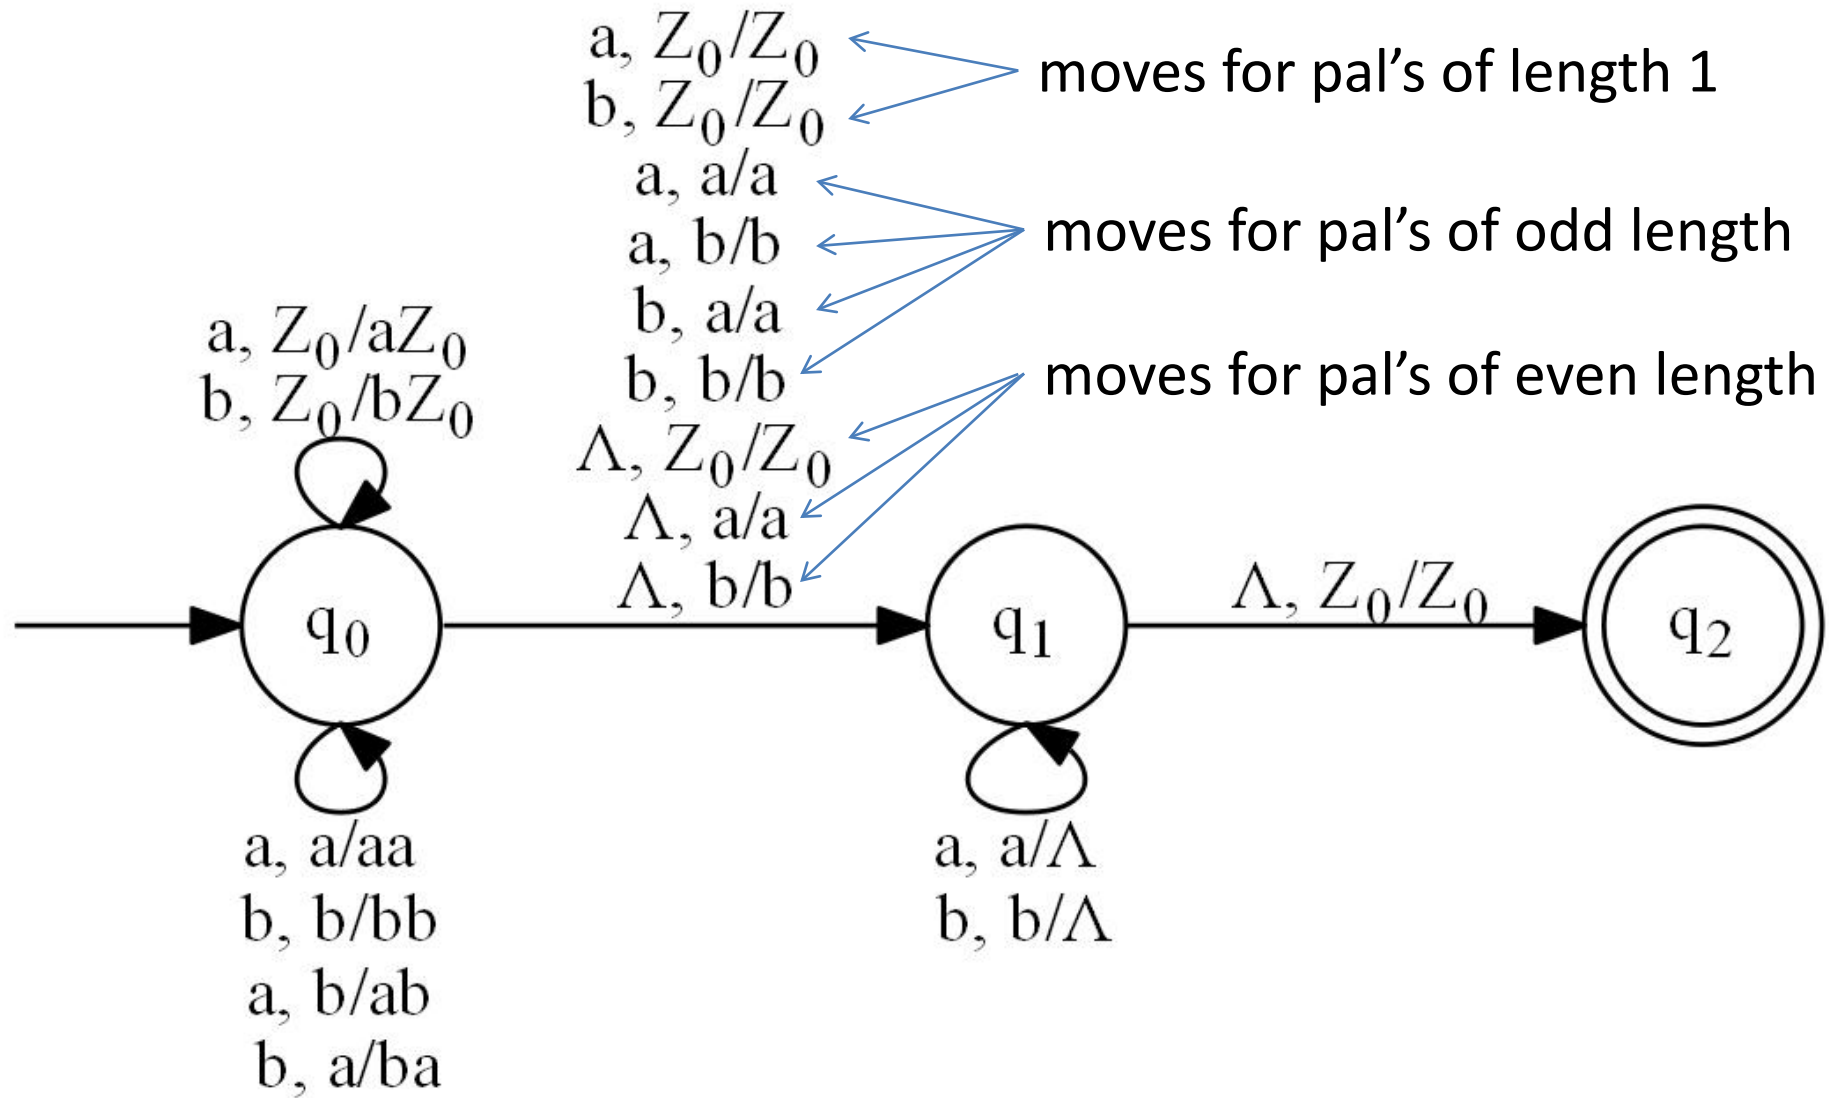 a, Z₀/Z₀
b, Z₀/Z₀
moves for pal’s of length 1
a, a/a
a, b/b
b, a/a
b, b/b
moves for pal’s of odd length
Λ, Z₀/Z₀
Λ, a/a
Λ, b/b
moves for pal’s of even length
a, Z₀/aZ₀
b, Z₀/bZ₀
q₀
q₁
Λ, Z₀/Z₀
q₂
a, a/aa
b, b/bb
a, b/ab
b, a/ba
a, a/Λ
b, b/Λ